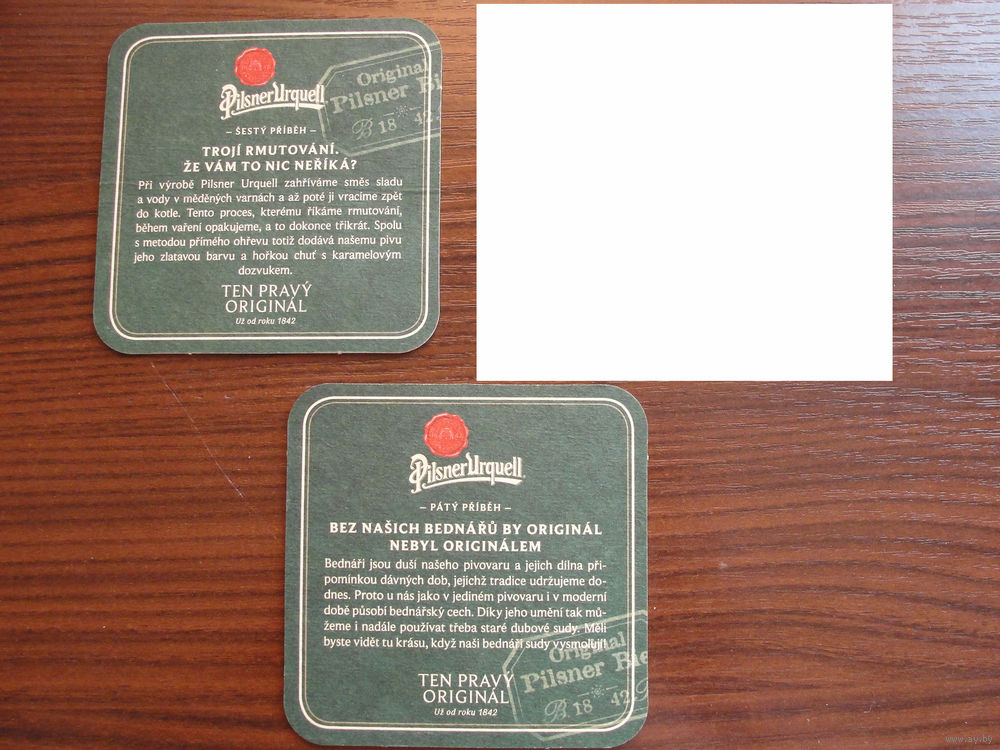 Pilsner Urquell
Original
Pilsner Bi
B 18 42
– ŠESTÝ PŘÍBĚH –
TROJÍ RMUTOVÁNÍ.
ŽE VÁM TO NIC NEŘÍKÁ?
Při výrobě Pilsner Urquell zahříváme směs sladu
a vody v měděných varnách a až poté ji vracíme zpět
do kotle. Tento proces, kterému říkáme rmutování,
během vaření opakujeme, a to dokonce třikrát. Spolu
s metodou přímého ohřevu totiž dodává našemu pivu
jeho zlatavou barvu a hořkou chuť s karamelovým
dozvukem.
TEN PRAVÝ
ORIGINÁL
Už od roku 1842
Pilsner Urquell
– PÁTÝ PŘÍBĚH –
BEZ NAŠICH BEDNÁŘŮ BY ORIGINÁL
NEBYL ORIGINÁLEM
Bednáři jsou duší našeho pivovaru a jejich dílna při-
pomínkou dávných dob, jejichž tradice udržujeme do-
dnes. Proto u nás jako v jediném pivovaru i v moderní
době působí bednářský cech. Díky jeho umění tak mů-
žeme i nadále používat třeba staré dubové sudy. Měli
byste vidět tu krásu, když naši bednáři sudy vysmolují!
TEN PRAVÝ
ORIGINÁL
Už od roku 1842
Original
Pilsner Bie
B 18 42
www.ay.by